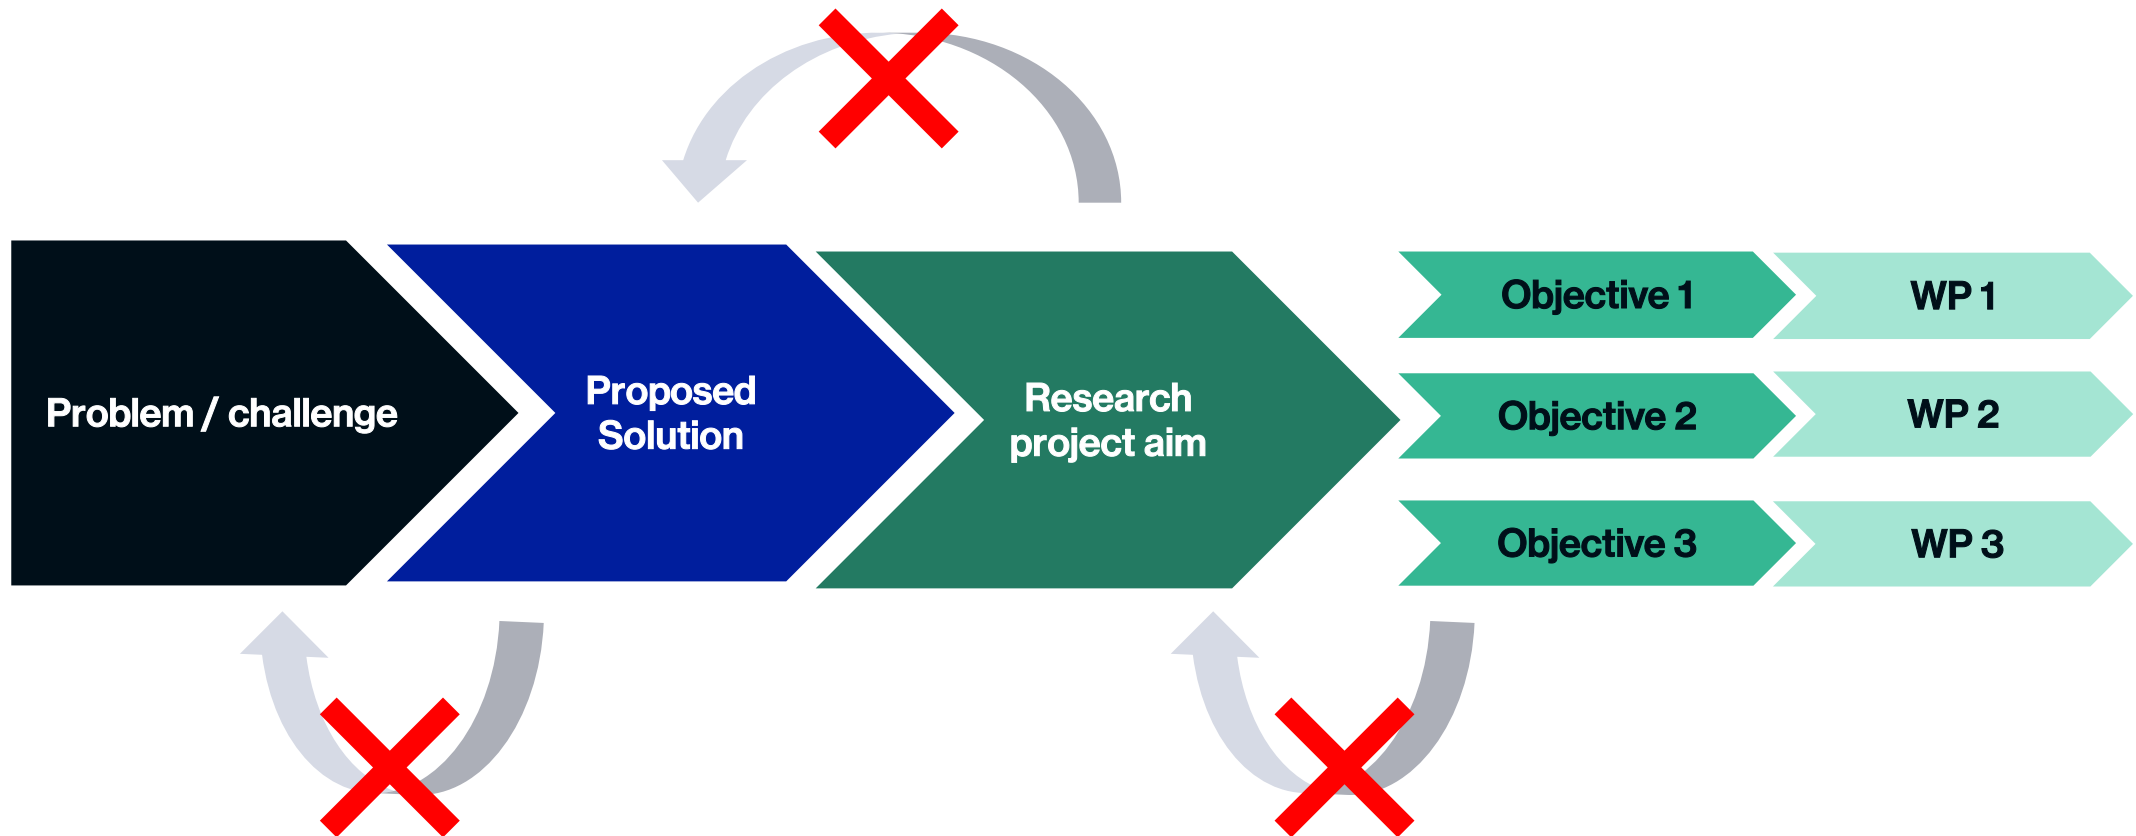 Problem / challenge
Proposed
Solution
Research
project aim
Objective 1
WP 1
Objective 2
WP 2
Objective 3
WP 3